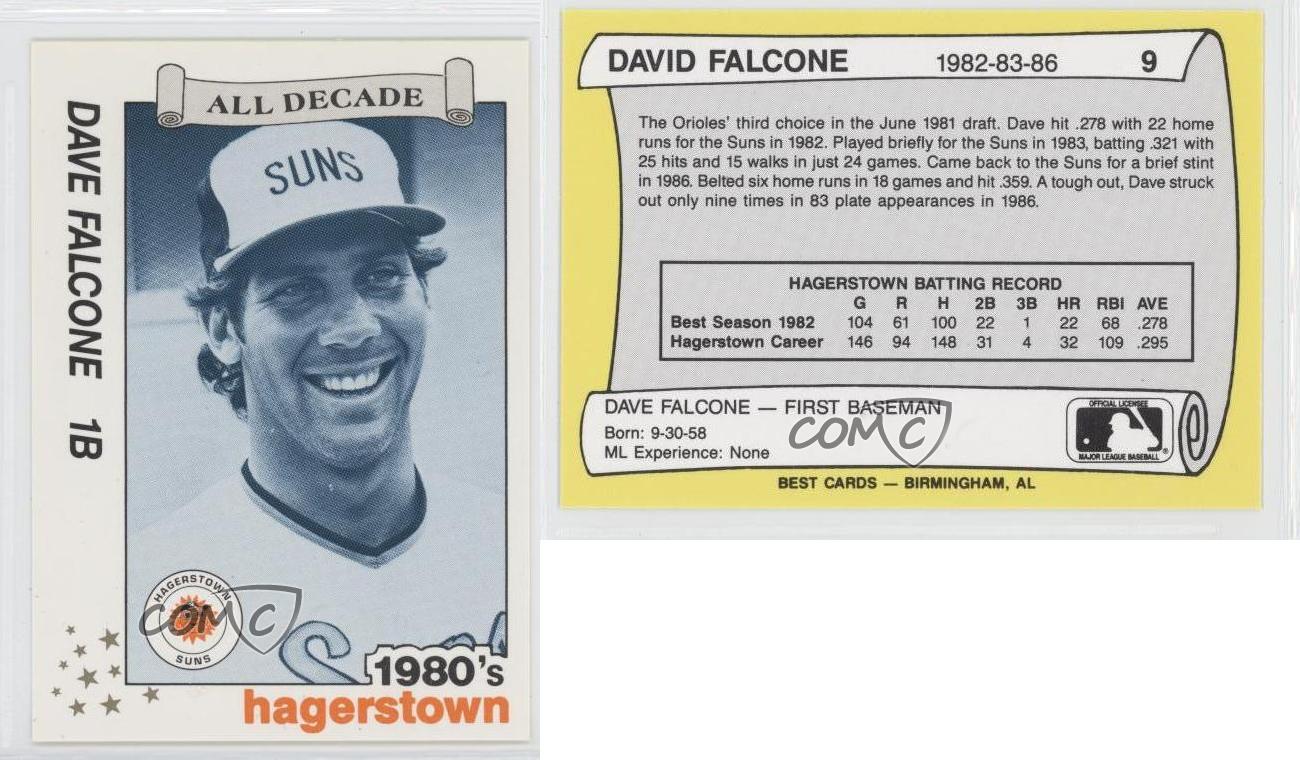 ALL DECADE
DAVE FALCONE 1B
SUNS
HAGERSTOWN
SUNS
COMC
1980's
hagerstown
DAVID FALCONE 1982-83-86 9
The Orioles' third choice in the June 1981 draft. Dave hit .278 with 22 home
runs for the Suns in 1982. Played briefly for the Suns in 1983, batting .321 with
25 hits and 15 walks in just 24 games. Came back to the Suns for a brief stint
in 1986. Belted six home runs in 18 games and hit .359. A tough out, Dave struck
out only nine times in 83 plate appearances in 1986.
HAGERSTOWN BATTING RECORD
G R H 2B 3B HR RBI AVE
Best Season 1982 104 61 100 22 1 22 68 .278
Hagerstown Career 146 94 148 31 4 32 109 .295
DAVE FALCONE — FIRST BASEMAN
Born: 9-30-58
ML Experience: None
COMC
OFFICIAL LICENSEE
MAJOR LEAGUE BASEBALL®
BEST CARDS — BIRMINGHAM, AL